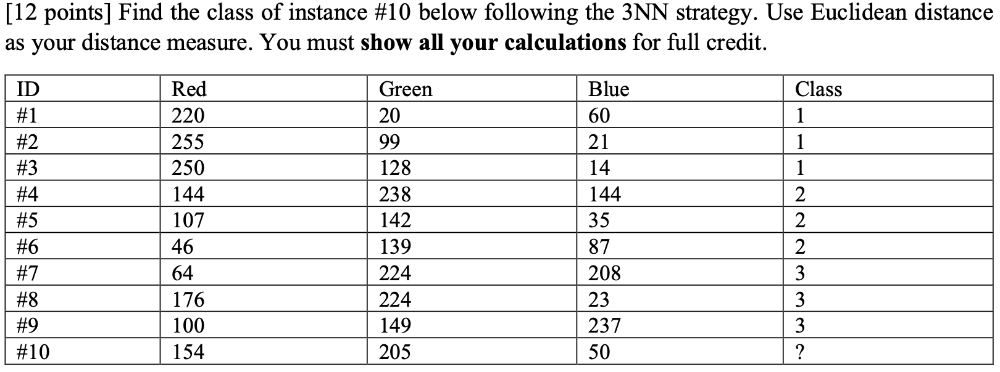 [12 points] Find the class of instance #10 below following the 3NN strategy. Use Euclidean distance
as your distance measure. You must show all your calculations for full credit.
ID Red Green Blue Class
#1 220 20 60 1
#2 255 99 21 1
#3 250 128 14 1
#4 144 238 144 2
#5 107 142 35 2
#6 46 139 87 2
#7 64 224 208 3
#8 176 224 23 3
#9 100 149 237 3
#10 154 205 50 ?